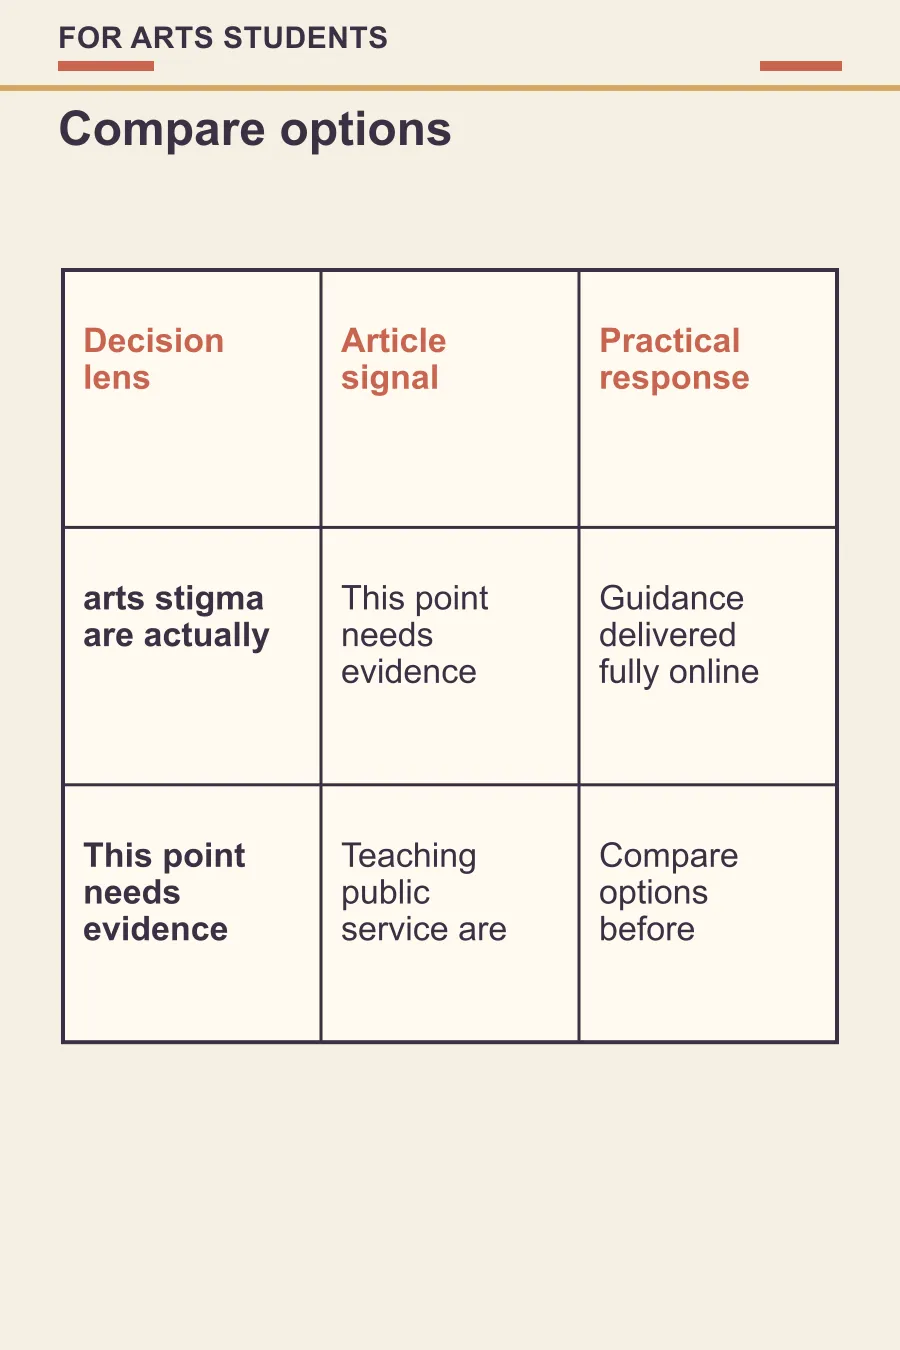 FOR ARTS STUDENTS
Compare options
Decision
lens
Article
signal
Practical
response
arts stigma
are actually
This point
needs
evidence
Guidance
delivered
fully online
This point
needs
evidence
Teaching
public
service are
Compare
options
before